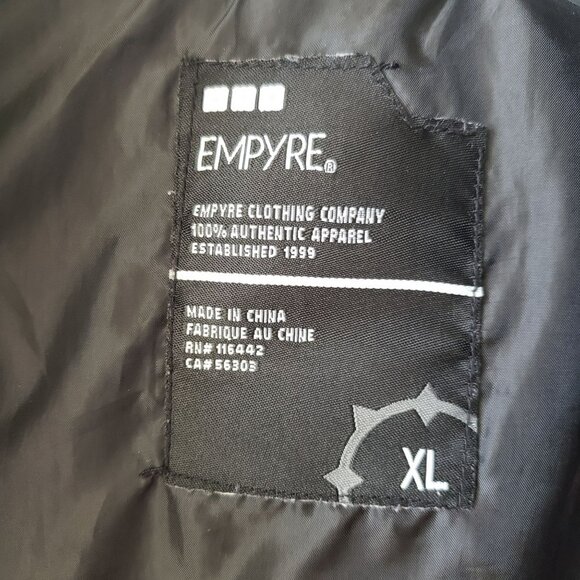 EMPYRE®
EMPYRE CLOTHING COMPANY
100% AUTHENTIC APPAREL
ESTABLISHED 1999
MADE IN CHINA
FABRIQUE AU CHINE
RN# 116442
CA# 56303
XL